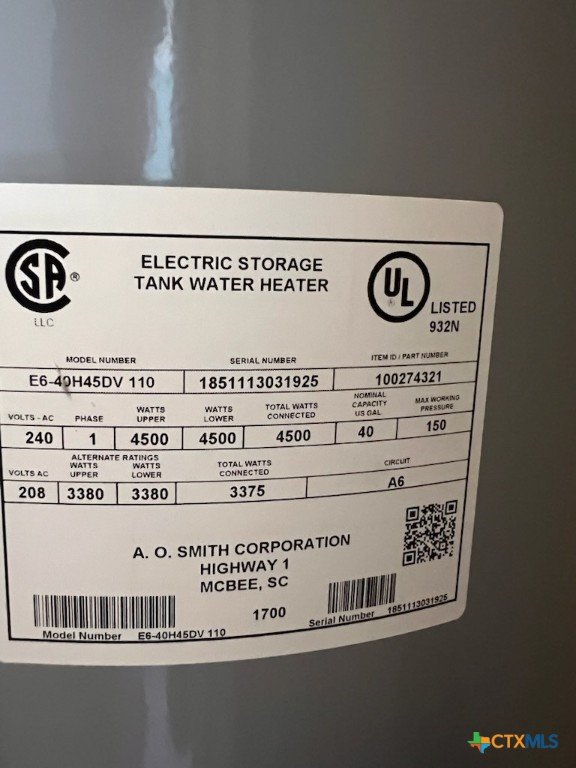 SA®
LLC
ELECTRIC STORAGE
TANK WATER HEATER
UL
LISTED
932N
MODEL NUMBER SERIAL NUMBER ITEM ID / PART NUMBER
E6-40H45DV 110 1851113031925 100274321
VOLTS - AC PHASE WATTS UPPER WATTS LOWER TOTAL WATTS CONNECTED NOMINAL CAPACITY US GAL MAX WORKING PRESSURE
240 1 4500 4500 4500 40 150
ALTERNATE RATINGS
VOLTS AC WATTS UPPER WATTS LOWER TOTAL WATTS CONNECTED CIRCUIT
208 3380 3380 3375 A6
A. O. SMITH CORPORATION
HIGHWAY 1
MCBEE, SC
1700
Model Number E6-40H45DV 110
Serial Number 1851113031925
CTXMLS